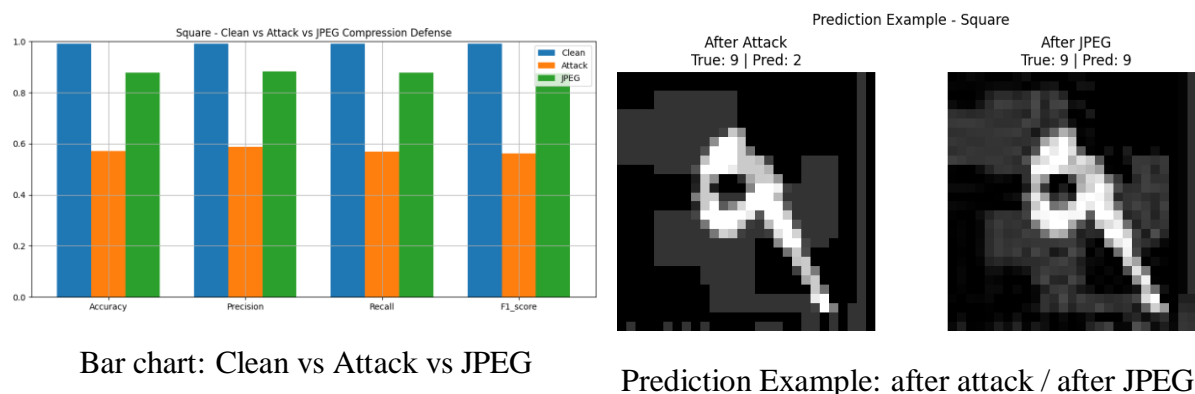 Square - Clean vs Attack vs JPEG Compression Defense
1.0
0.8
0.6
0.4
0.2
0.0
Clean
Attack
JPEG
Accuracy
Precision
Recall
F1_score
Bar chart: Clean vs Attack vs JPEG
Prediction Example - Square
After Attack
True: 9 | Pred: 2
After JPEG
True: 9 | Pred: 9
Prediction Example: after attack / after JPEG